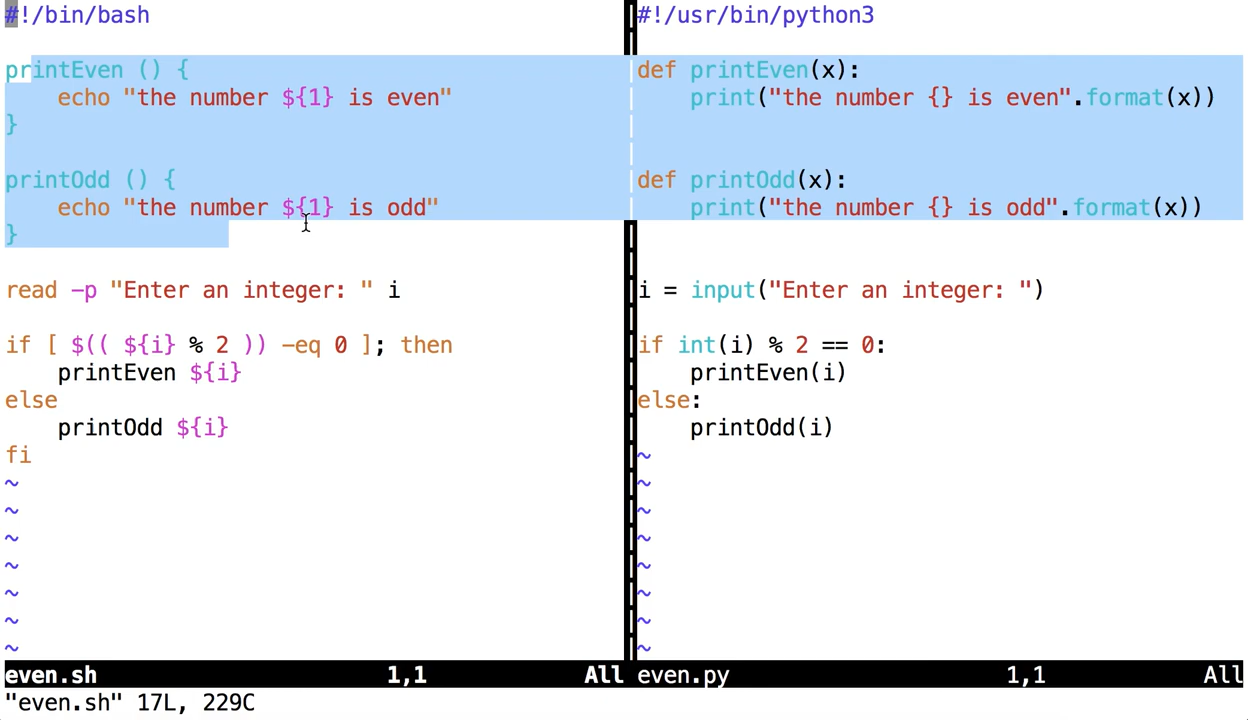 #!/bin/bash

printEven () {
    echo "the number ${1} is even"
}

printOdd () {
    echo "the number ${1} is odd"
}

read -p "Enter an integer: " i

if [ $(( ${i} % 2 )) -eq 0 ]; then
    printEven ${i}
else
    printOdd ${i}
fi
~
~
~
~
~
~
~
even.sh 1,1 All
"even.sh" 17L, 229C
#!/usr/bin/python3

def printEven(x):
    print("the number {} is even".format(x))

def printOdd(x):
    print("the number {} is odd".format(x))

i = input("Enter an integer: ")

if int(i) % 2 == 0:
    printEven(i)
else:
    printOdd(i)
~
~
~
~
~
~
~
~
even.py 1,1 All